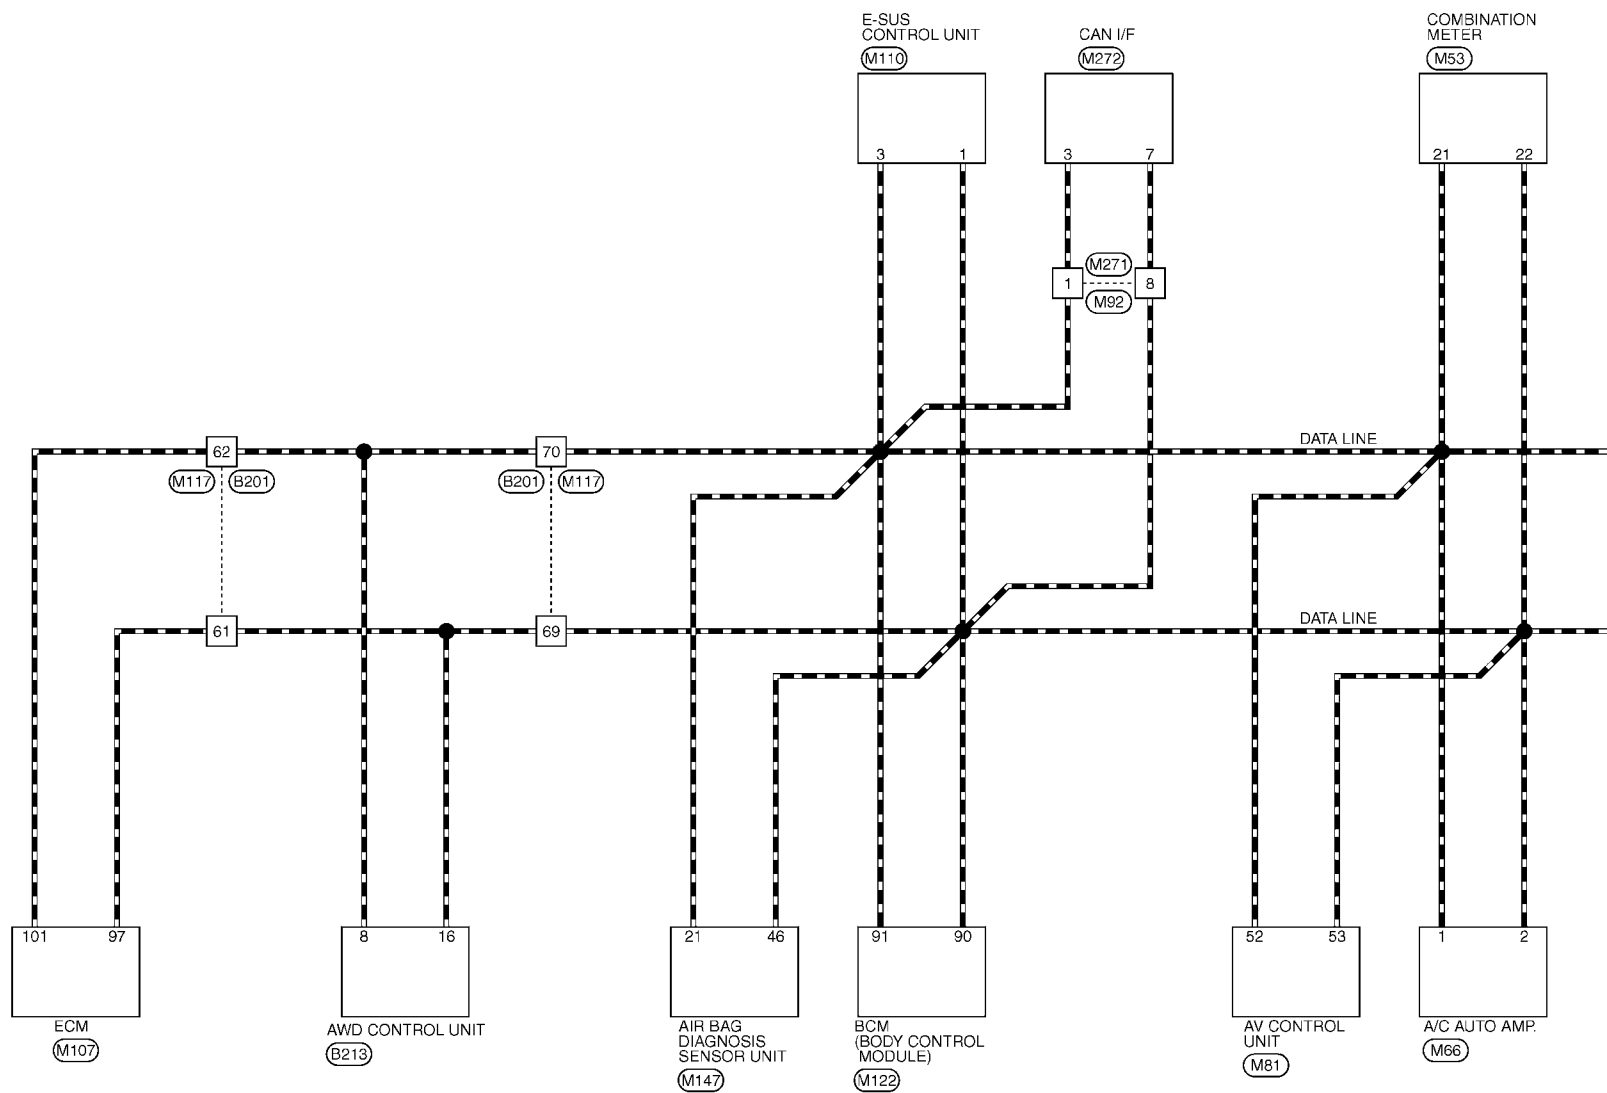 E-SUS
CONTROL UNIT
M110
CAN I/F
M272
COMBINATION
METER
M53
3 1
3 7
21 22
M271
1 8
M92
DATA LINE
62 70
M117 B201
B201 M117
DATA LINE
61 69
101 97
8 16
21 46
91 90
52 53
1 2
ECM
M107
AWD CONTROL UNIT
B213
AIR BAG
DIAGNOSIS
SENSOR UNIT
M147
BCM
(BODY CONTROL
MODULE)
M122
AV CONTROL
UNIT
M81
A/C AUTO AMP.
M66